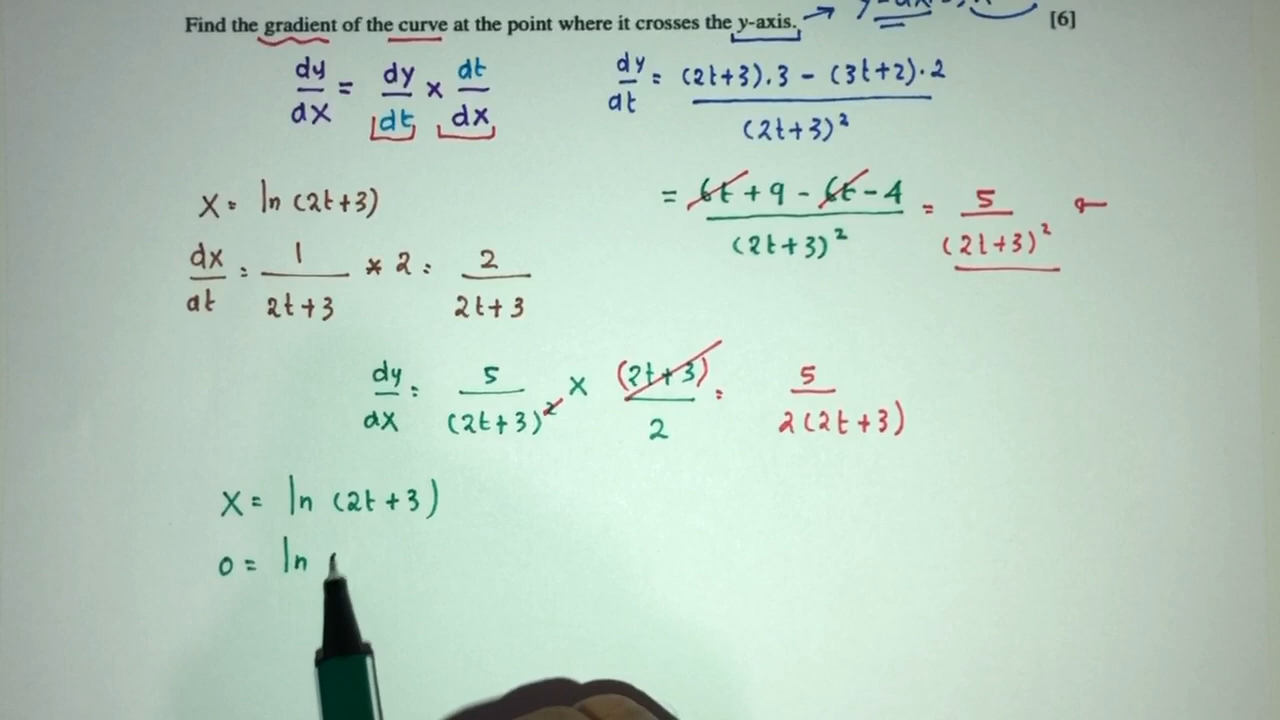 Find the gradient of the curve at the point where it crosses the y-axis. → [6]
dy/dx = dy/dt × dt/dx
dy/dt = (2t+3).3 - (3t+2).2 / (2t+3)²
= 6t + 9 - 6t - 4 / (2t+3)² = 5 / (2t+3)² ←
x = ln (2t+3)
dx/dt = 1 / 2t+3 * 2 = 2 / 2t+3
dy/dx = 5 / (2t+3)² × (2t+3) / 2 = 5 / 2(2t+3)
x = ln (2t+3)
0 = ln (